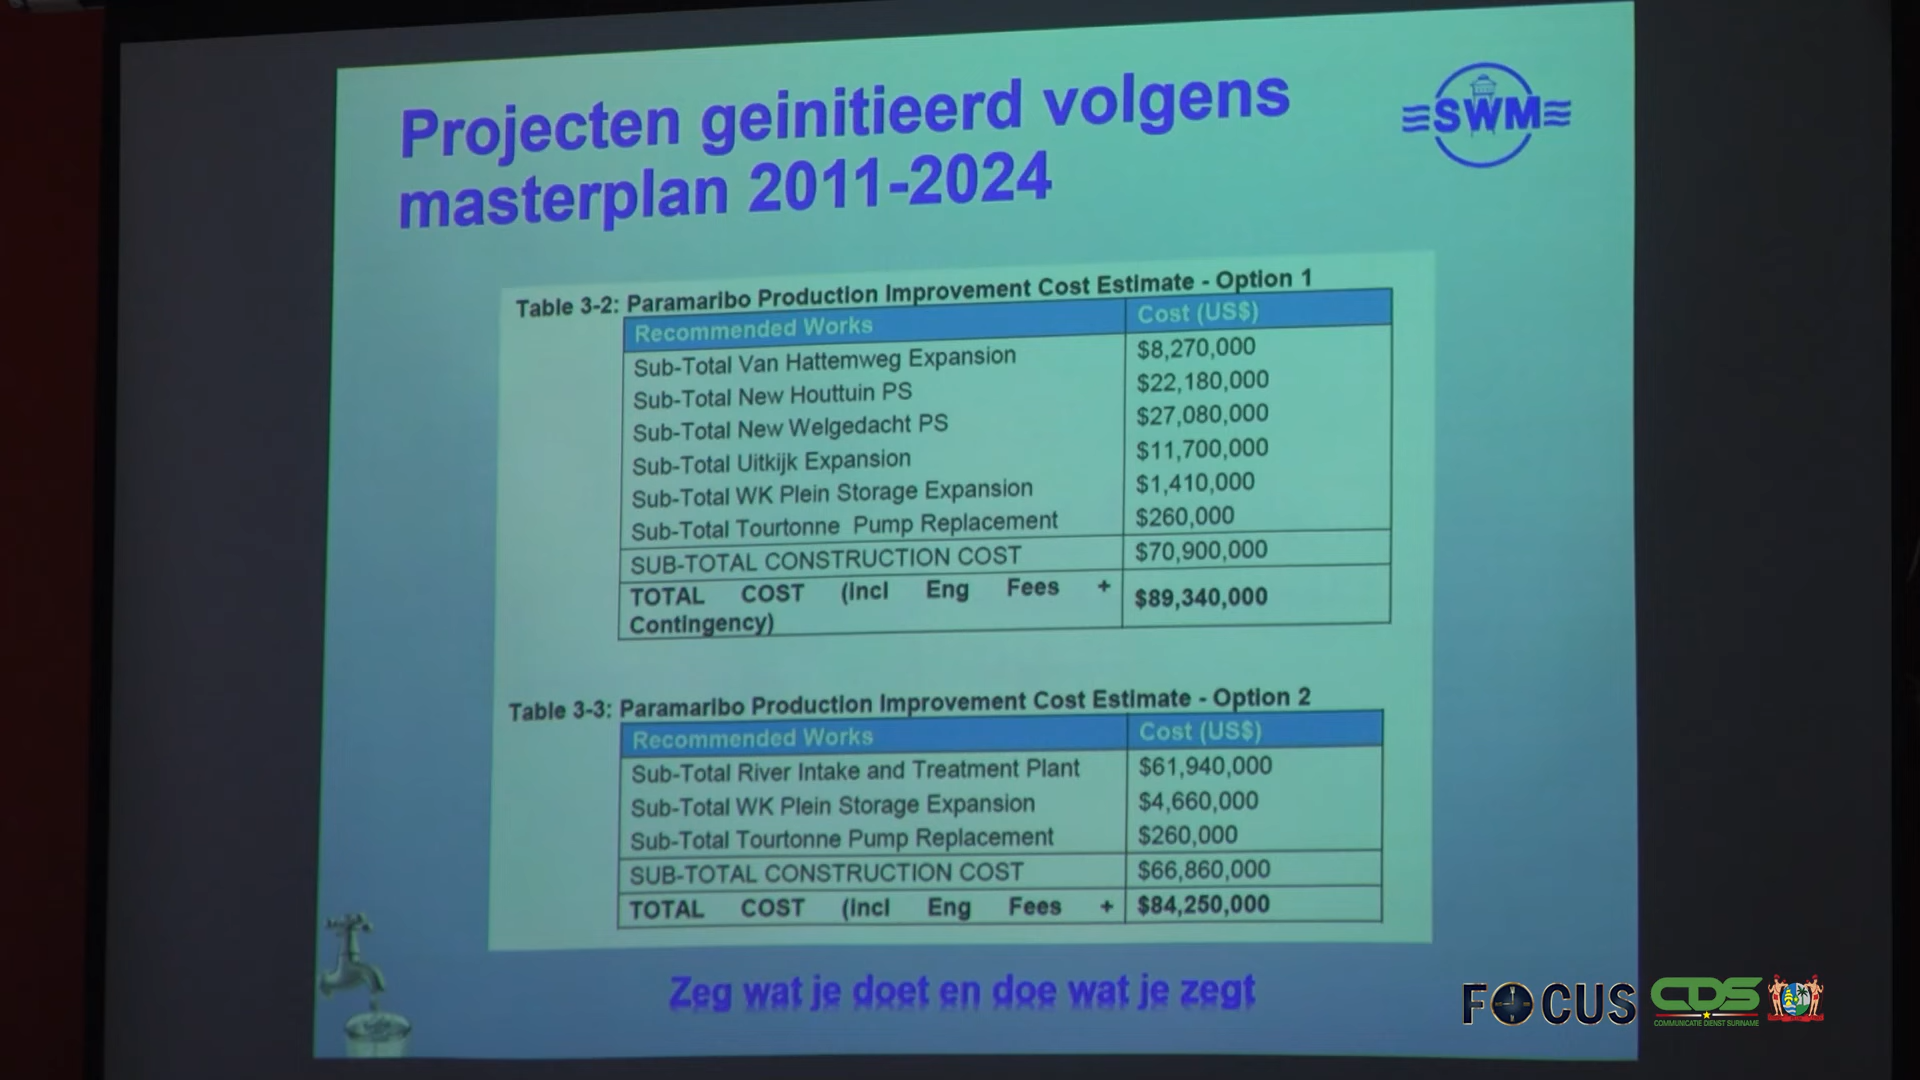 Projecten geinitieerd volgens
masterplan 2011-2024
SWM
Table 3-2: Paramaribo Production Improvement Cost Estimate - Option 1
Recommended Works Cost (US$)
Sub-Total Van Hattemweg Expansion $8,270,000
Sub-Total New Houttuin PS $22,180,000
Sub-Total New Welgedacht PS $27,080,000
Sub-Total Uitkijk Expansion $11,700,000
Sub-Total WK Plein Storage Expansion $1,410,000
Sub-Total Tourtonne Pump Replacement $260,000
SUB-TOTAL CONSTRUCTION COST $70,900,000
TOTAL COST (Incl Eng Fees + $89,340,000
Contingency)
Table 3-3: Paramaribo Production Improvement Cost Estimate - Option 2
Recommended Works Cost (US$)
Sub-Total River Intake and Treatment Plant $61,940,000
Sub-Total WK Plein Storage Expansion $4,660,000
Sub-Total Tourtonne Pump Replacement $260,000
SUB-TOTAL CONSTRUCTION COST $66,860,000
TOTAL COST (Incl Eng Fees + $84,250,000
Zeg wat je doet en doe wat je zegt
FOCUS
CDS
COMMUNICATIE DIENST SURINAME